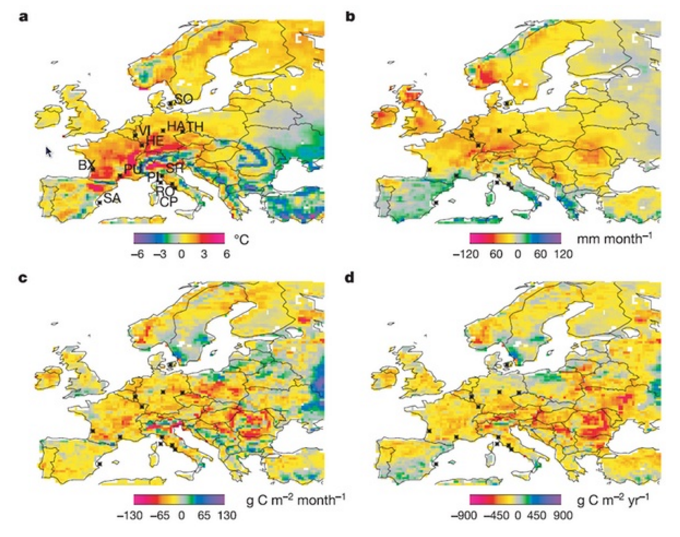 a
b
SO
VI HATH
HE
BX
PU SR
PI
RO
SA
CP
°C
−6 −3 0 3 6
mm month−1
−120 60 0 60 120
c
d
g C m−2 month−1
−130 −65 0 65 130
g C m−2 yr−1
−900 −450 0 450 900